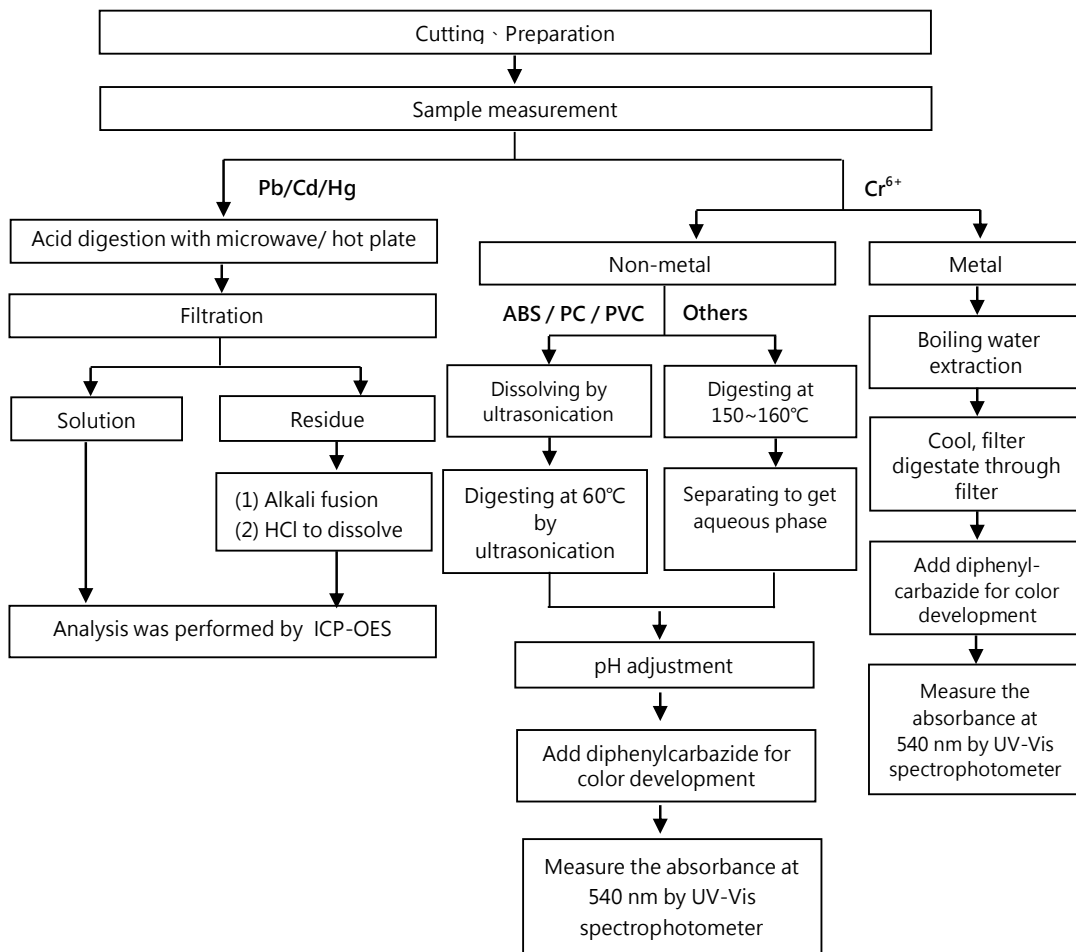 Cutting、Preparation
Sample measurement
Pb/Cd/Hg
Cr⁶⁺
Acid digestion with microwave/ hot plate
Filtration
Solution
Residue
(1) Alkali fusion
(2) HCl to dissolve
Analysis was performed by ICP-OES
Non-metal
ABS / PC / PVC
Others
Dissolving by
ultrasonication
Digesting at
150~160℃
Digesting at 60℃
by
ultrasonication
Separating to get
aqueous phase
pH adjustment
Add diphenylcarbazide for
color development
Measure the absorbance at
540 nm by UV-Vis
spectrophotometer
Metal
Boiling water
extraction
Cool, filter
digestate through
filter
Add diphenyl-
carbazide for color
development
Measure the
absorbance at
540 nm by UV-Vis
spectrophotometer